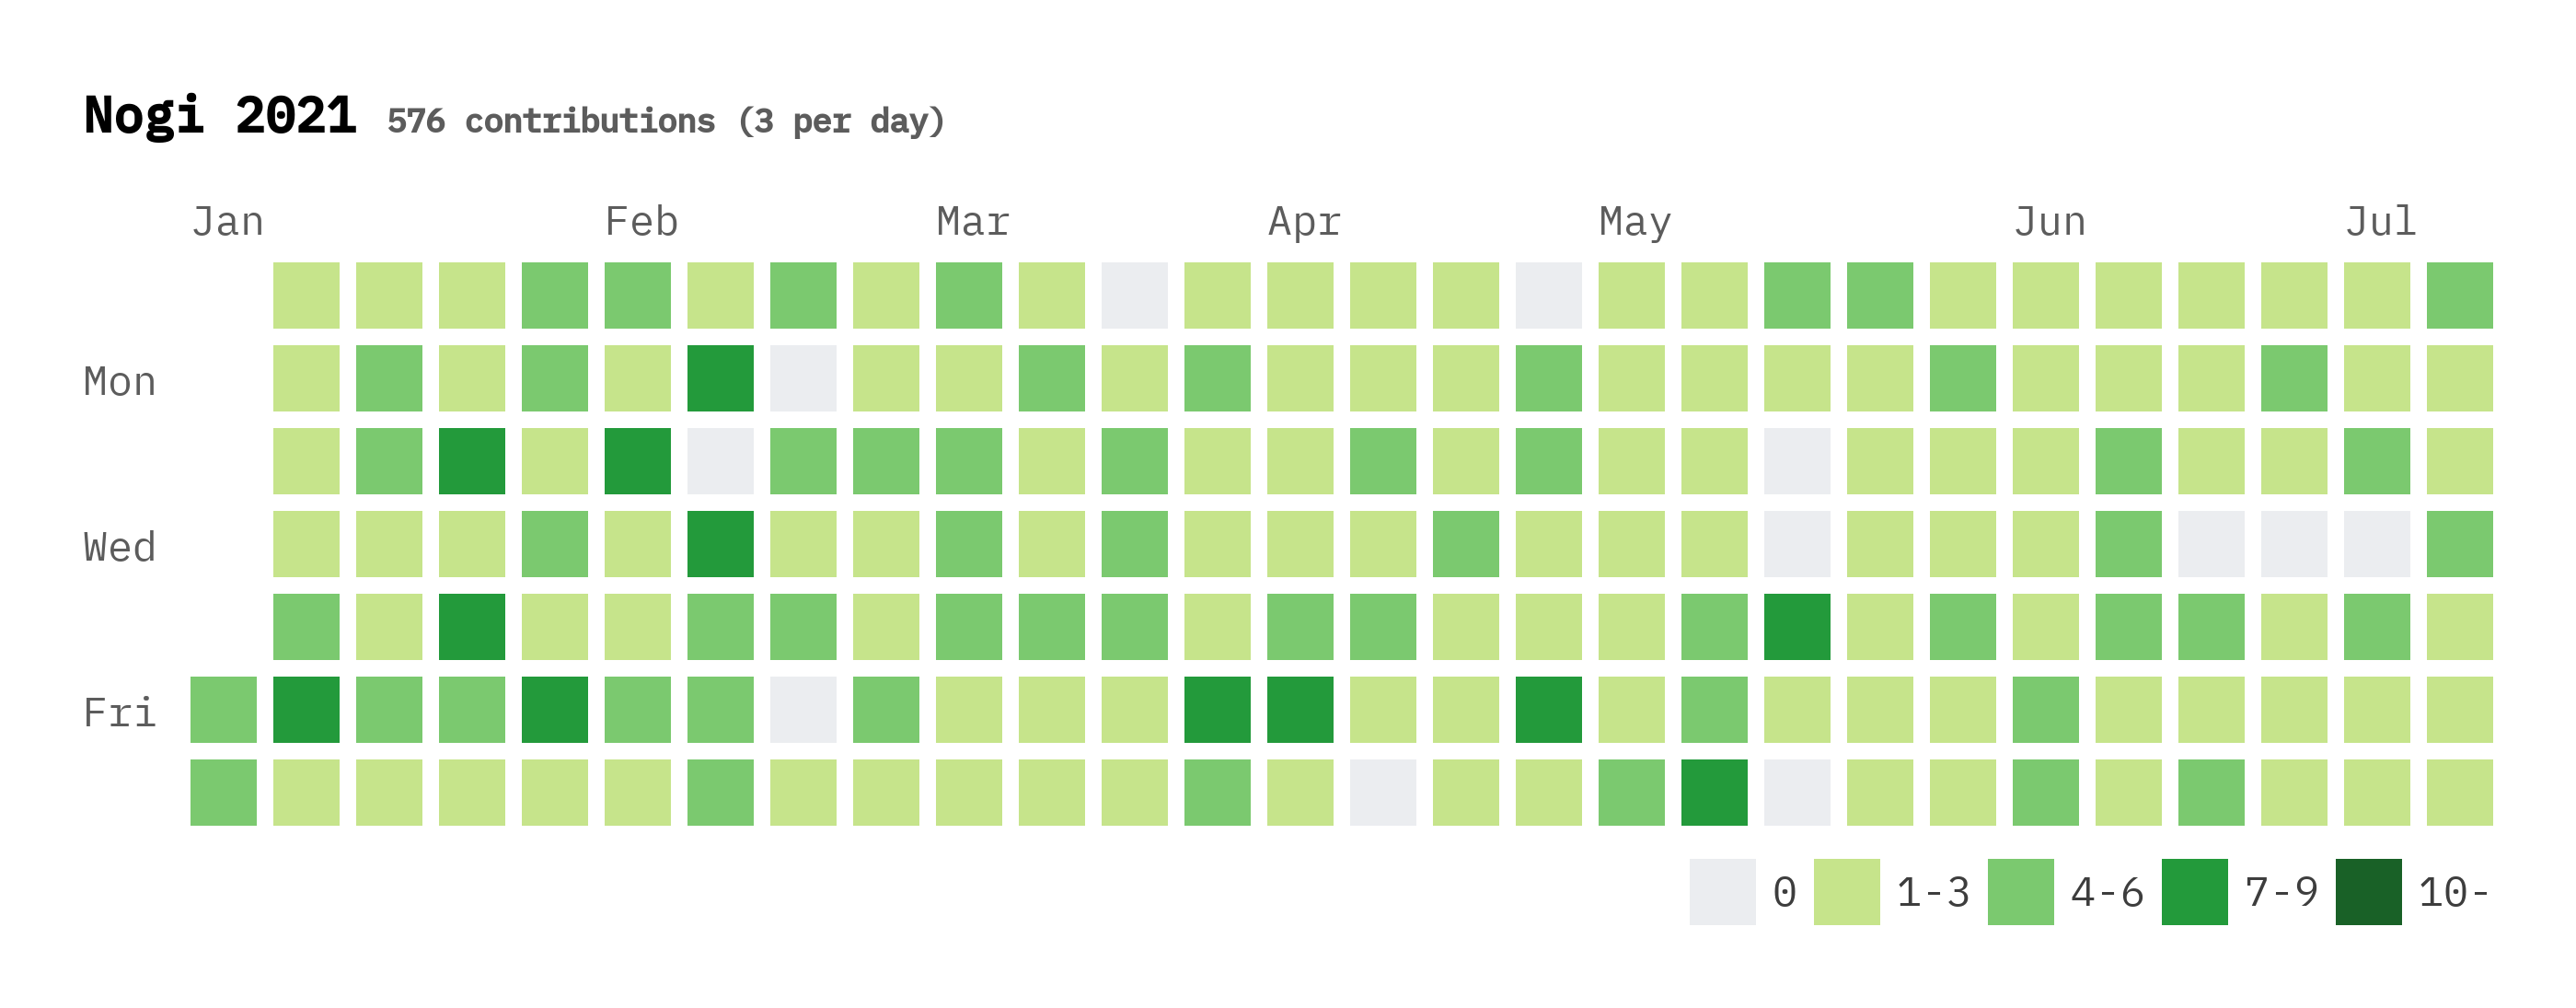 Nogi 2021 576 contributions (3 per day)
Jan Feb Mar Apr May Jun Jul
Mon
Wed
Fri
0 1-3 4-6 7-9 10-